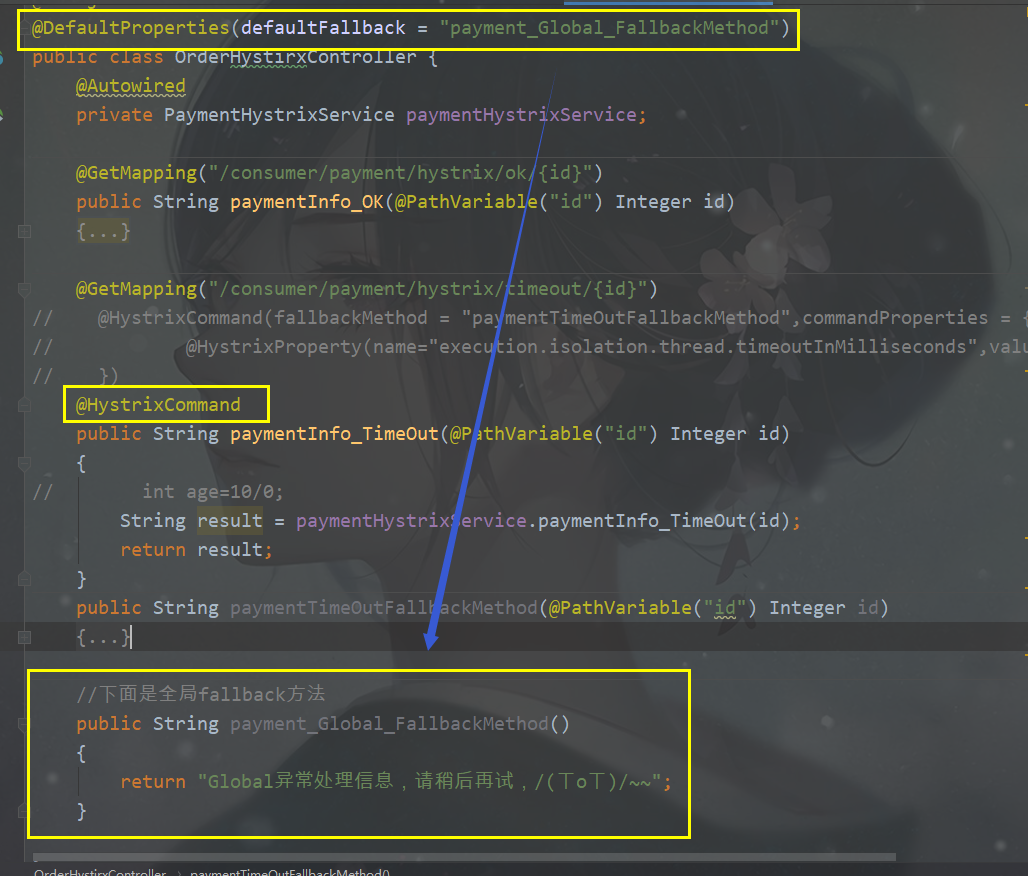 @DefaultProperties(defaultFallback = "payment_Global_FallbackMethod")
public class OrderHystirxController {
@Autowired
private PaymentHystrixService paymentHystrixService;
@GetMapping("/consumer/payment/hystrix/ok/{id}")
public String paymentInfo_OK(@PathVariable("id") Integer id)
{...}
@GetMapping("/consumer/payment/hystrix/timeout/{id}")
// @HystrixCommand(fallbackMethod = "paymentTimeOutFallbackMethod",commandProperties = {
// @HystrixProperty(name="execution.isolation.thread.timeoutInMilliseconds",valu
// })
@HystrixCommand
public String paymentInfo_TimeOut(@PathVariable("id") Integer id)
{
// int age=10/0;
String result = paymentHystrixService.paymentInfo_TimeOut(id);
return result;
}
public String paymentTimeOutFallbackMethod(@PathVariable("id") Integer id)
{...}
//下面是全局fallback方法
public String payment_Global_FallbackMethod()
{
return "Global异常处理信息，请稍后再试，/(ㄒoㄒ)/~~";
}
OrderHystirxController > paymentTimeOutFallbackMethod()